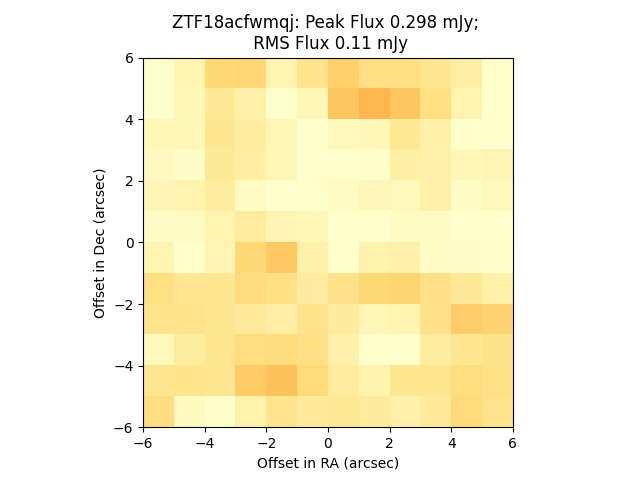 ZTF18acfwmqj: Peak Flux 0.298 mJy;
RMS Flux 0.11 mJy
6
4
2
0
−2
−4
−6
Offset in Dec (arcsec)
−6 −4 −2 0 2 4 6
Offset in RA (arcsec)